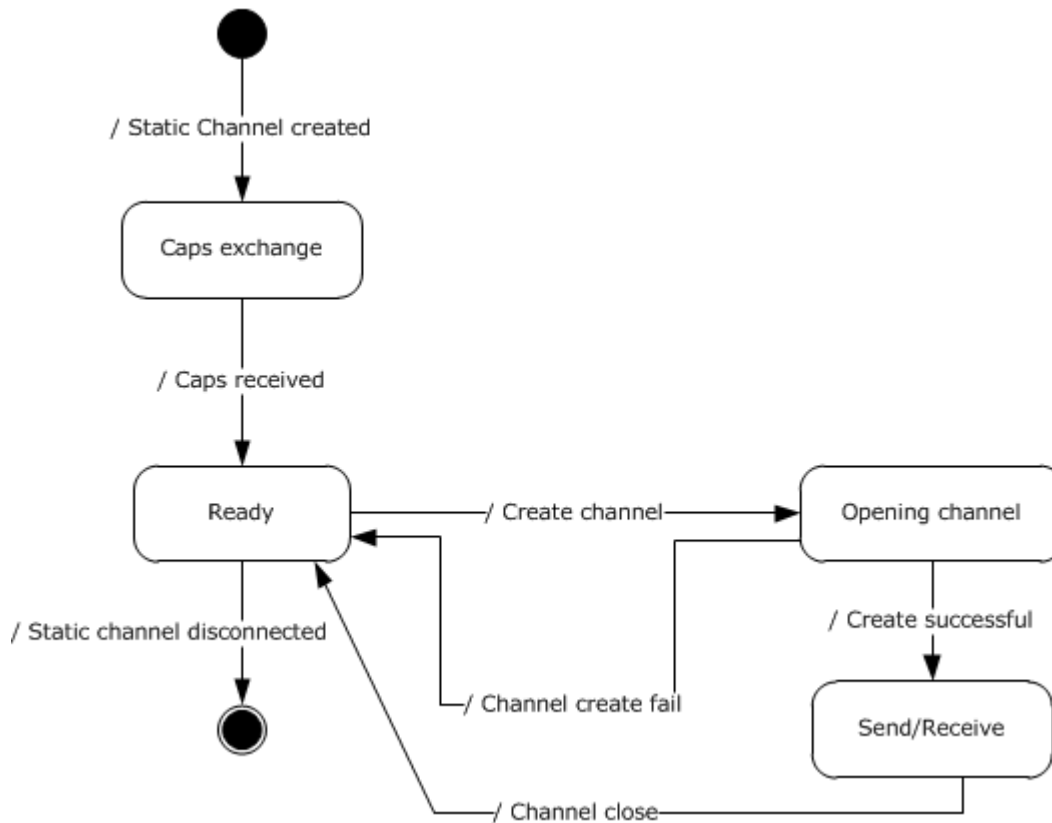 / Static Channel created
Caps exchange
/ Caps received
Ready
/ Create channel
Opening channel
/ Static channel disconnected
/ Create successful
/ Channel create fail
Send/Receive
/ Channel close